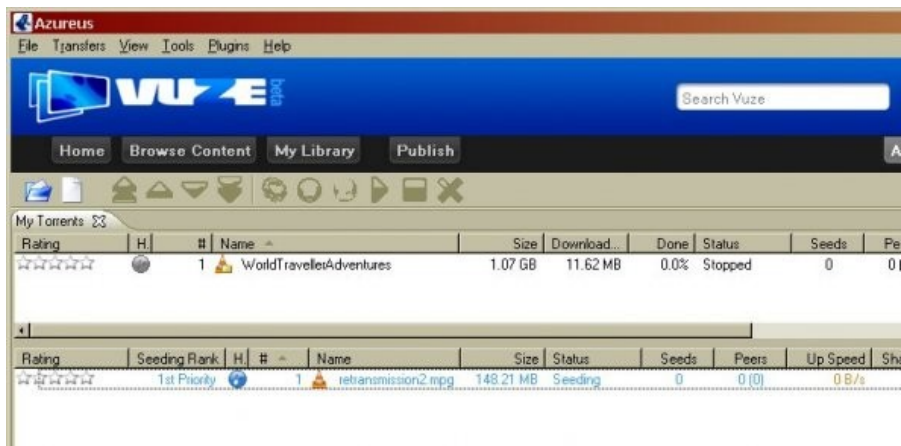 Azureus
File Transfers View Tools Plugins Help
VUZE beta
Search Vuze
Home Browse Content My Library Publish
My Torrents
Rating H. # Name Size Download... Done Status Seeds Pe
1 WorldTravellerAdventures 1.07 GB 11.62 MB 0.0% Stopped 0 0 (
Rating Seeding Rank H. # Name Size Status Seeds Peers Up Speed Sha
1st Priority 1 retransmission2.mpg 148.21 MB Seeding 0 0 (0) 0 B/s